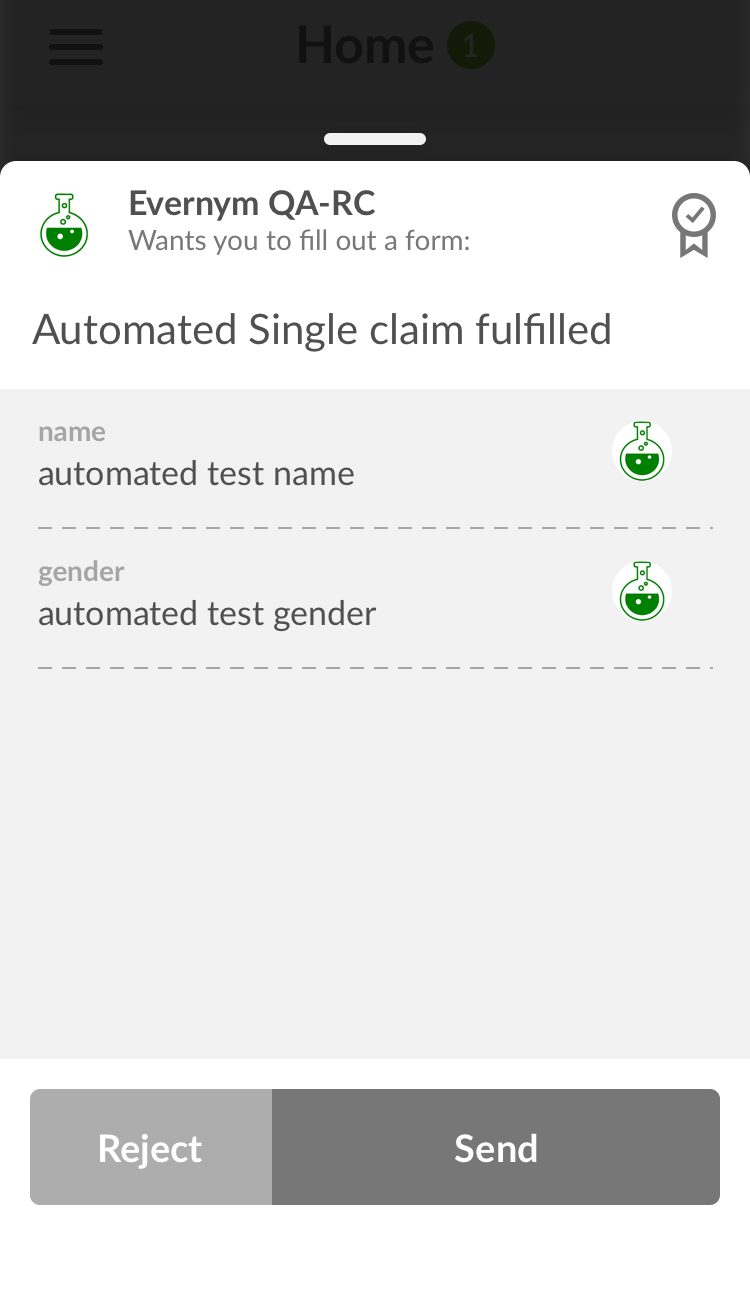 Home 1
Evernym QA-RC
Wants you to fill out a form:
Automated Single claim fulfilled
name
automated test name
gender
automated test gender
Reject Send